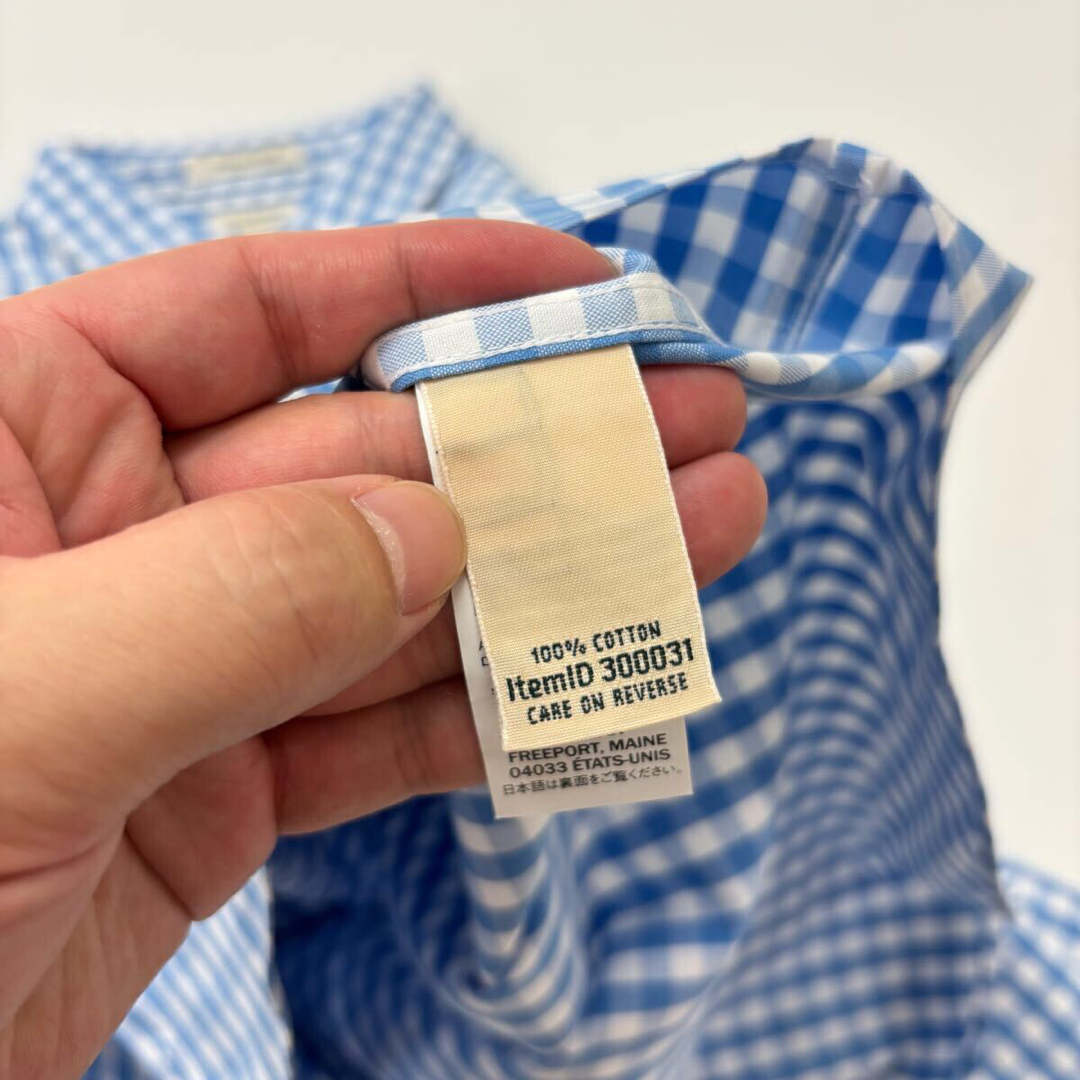 100% COTTON
ItemID 300031
CARE ON REVERSE
FREEPORT, MAINE
04033 ÉTATS-UNIS
日本語は裏面をご覧ください。